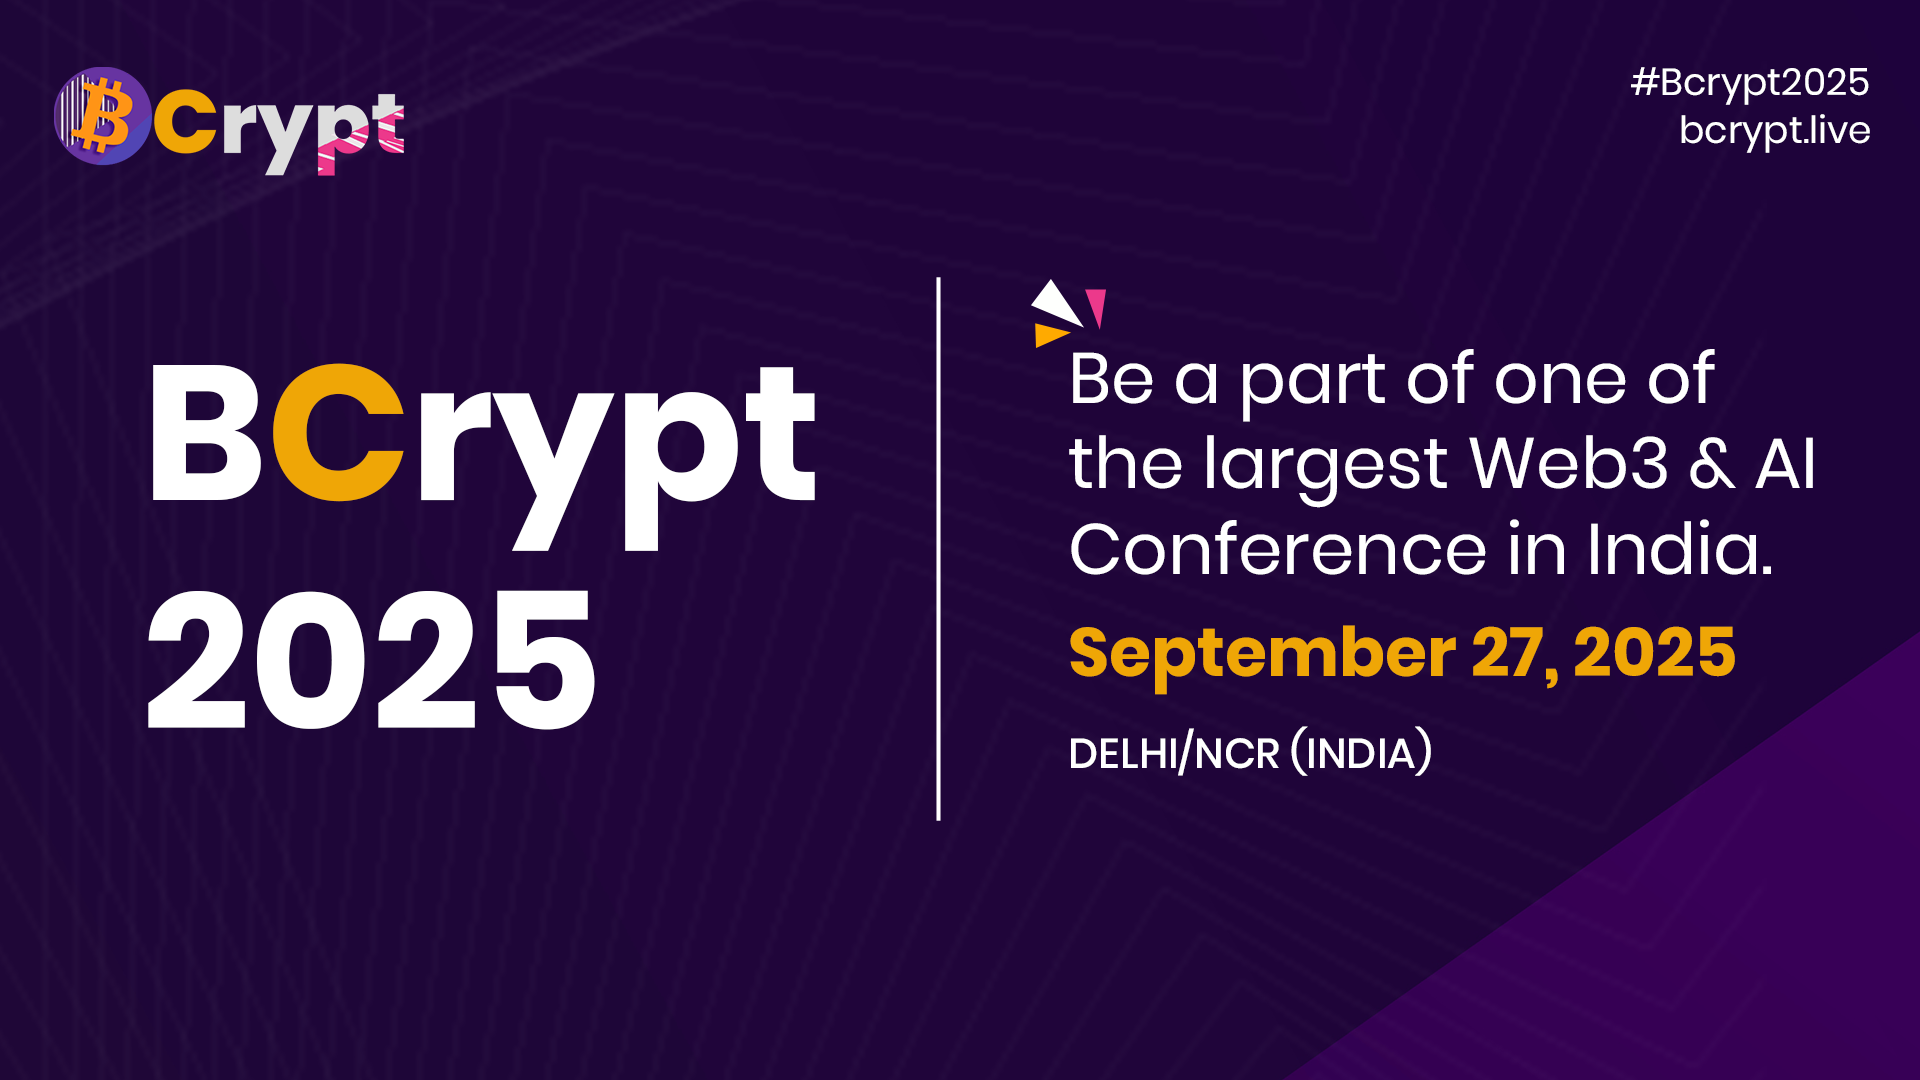 BCrypt
#Bcrypt2025
bcrypt.live
BCrypt
2025
Be a part of one of
the largest Web3 & AI
Conference in India.
September 27, 2025
DELHI/NCR (INDIA)